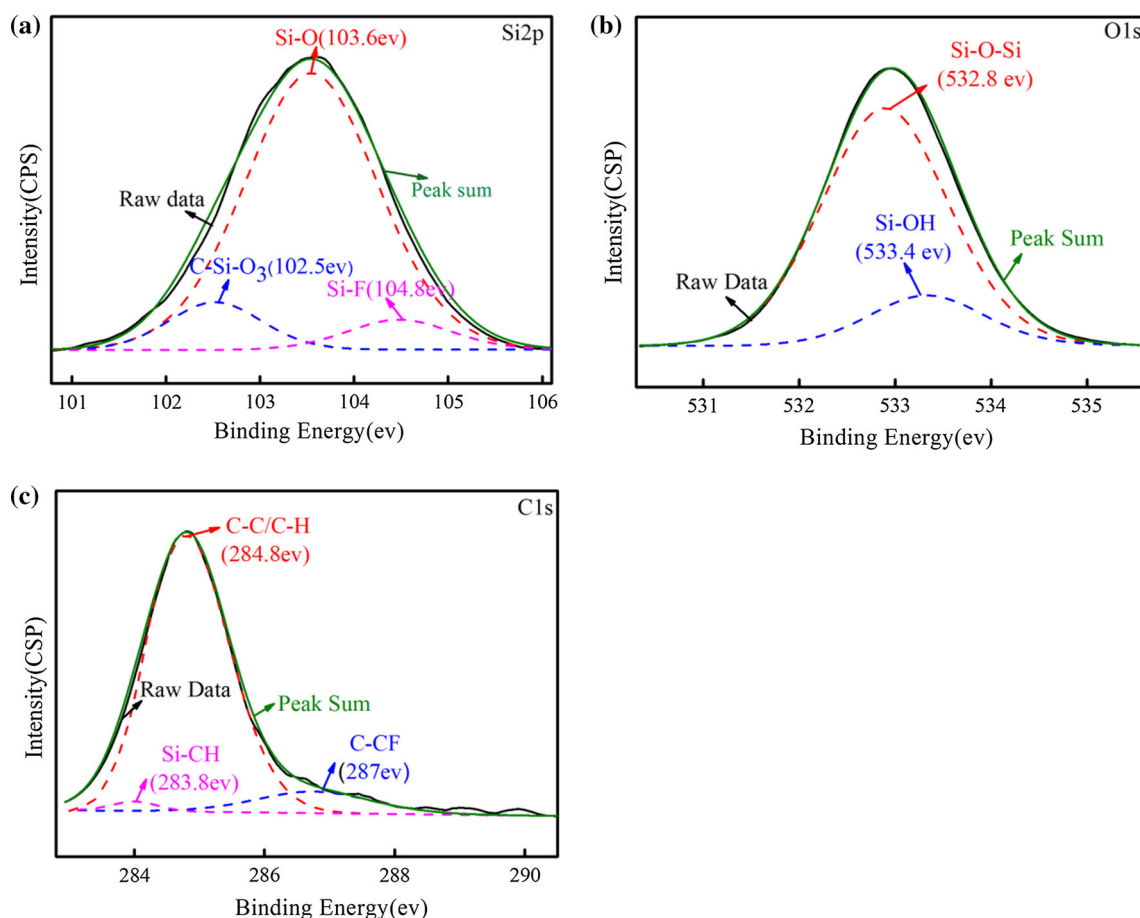 (a)
Si2p
Si-O(103.6ev)
Raw data
Peak sum
C-Si-O3(102.5ev)
Si-F(104.8ev)
Intensity(CPS)
101 102 103 104 105 106
Binding Energy(ev)
(b)
O1s
Si-O-Si
(532.8 ev)
Si-OH
(533.4 ev)
Peak Sum
Raw Data
Intensity(CSP)
531 532 533 534 535
Binding Energy(ev)
(c)
C1s
C-C/C-H
(284.8ev)
Raw Data
Peak Sum
Si-CH
(283.8ev)
C-CF
(287ev)
Intensity(CSP)
284 286 288 290
Binding Energy(ev)